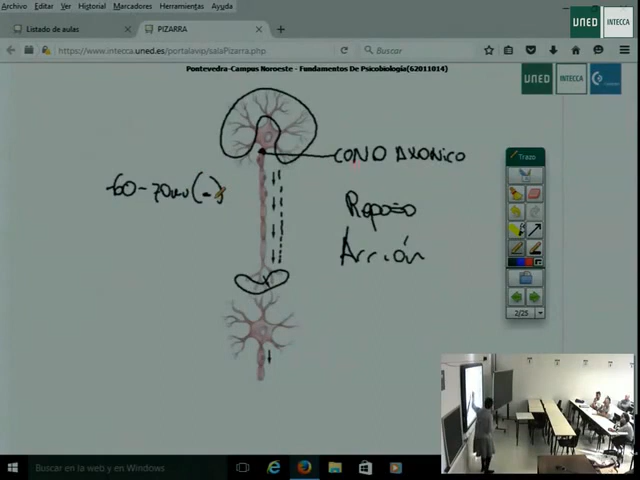 Archivo Editar Ver Historial Marcadores Herramientas Ayuda
Listado de aulas
PIZARRA
https://www.intecca.uned.es/portalavip/salaPizarra.php
Buscar
UNED INTECCA
Pontevedra-Campus Noroeste - Fundamentos De Psicobiología(62011014)
UNED INTECCA
Trazo
CONO AXONICO
-60-70mv(-)
Reposo
Acción
2/25
Buscar en la web y en Windows